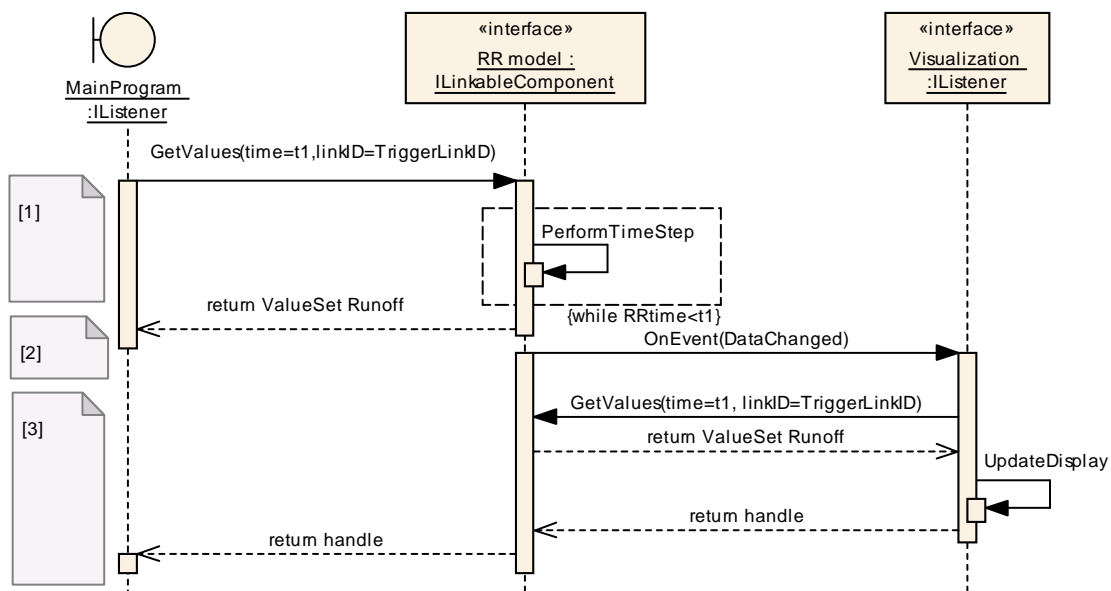 «interface»
RR model :
ILinkableComponent
«interface»
Visualization
:IListener
MainProgram
:IListener
GetValues(time=t1,linkID=TriggerLinkID)
[1]
PerformTimeStep
return ValueSet Runoff
{while RRtime<t1}
[2]
OnEvent(DataChanged)
GetValues(time=t1, linkID=TriggerLinkID)
[3]
return ValueSet Runoff
UpdateDisplay
return handle
return handle